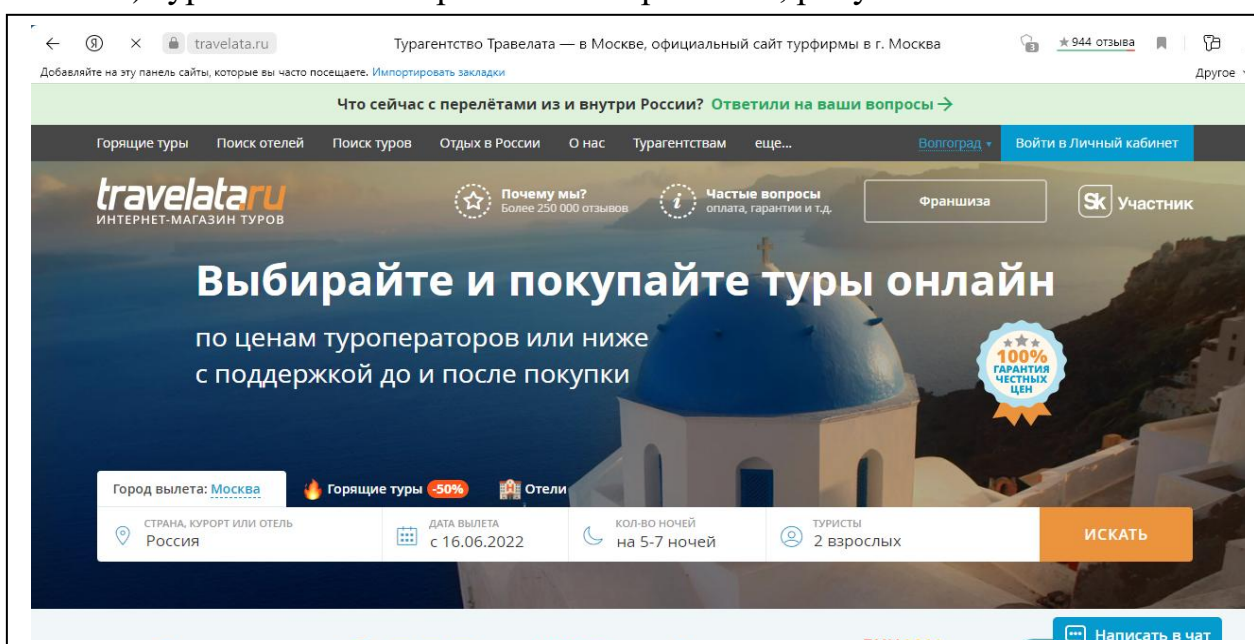 travelata.ru
Турагентство Травелата — в Москве, официальный сайт турфирмы в г. Москва
3
★ 944 отзыва
Добавляйте на эту панель сайты, которые вы часто посещаете. Импортировать закладки
Другое
Что сейчас с перелётами из и внутри России? Ответили на ваши вопросы →
Горящие туры Поиск отелей Поиск туров Отдых в России О нас Турагентствам еще... Волгоград Войти в Личный кабинет
travelata.ru
ИНТЕРНЕТ-МАГАЗИН ТУРОВ
Почему мы?
Более 250 000 отзывов
i
Частые вопросы
оплата, гарантии и т.д.
Франшиза
Sk Участник
Выбирайте и покупайте туры онлайн
по ценам туроператоров или ниже
с поддержкой до и после покупки
100%
ГАРАНТИЯ
ЧЕСТНЫХ
ЦЕН
Город вылета: Москва Горящие туры -50% Отели
СТРАНА, КУРОРТ ИЛИ ОТЕЛЬ
Россия
ДАТА ВЫЛЕТА
с 16.06.2022
КОЛ-ВО НОЧЕЙ
на 5-7 ночей
ТУРИСТЫ
2 взрослых
ИСКАТЬ
Написать в чат